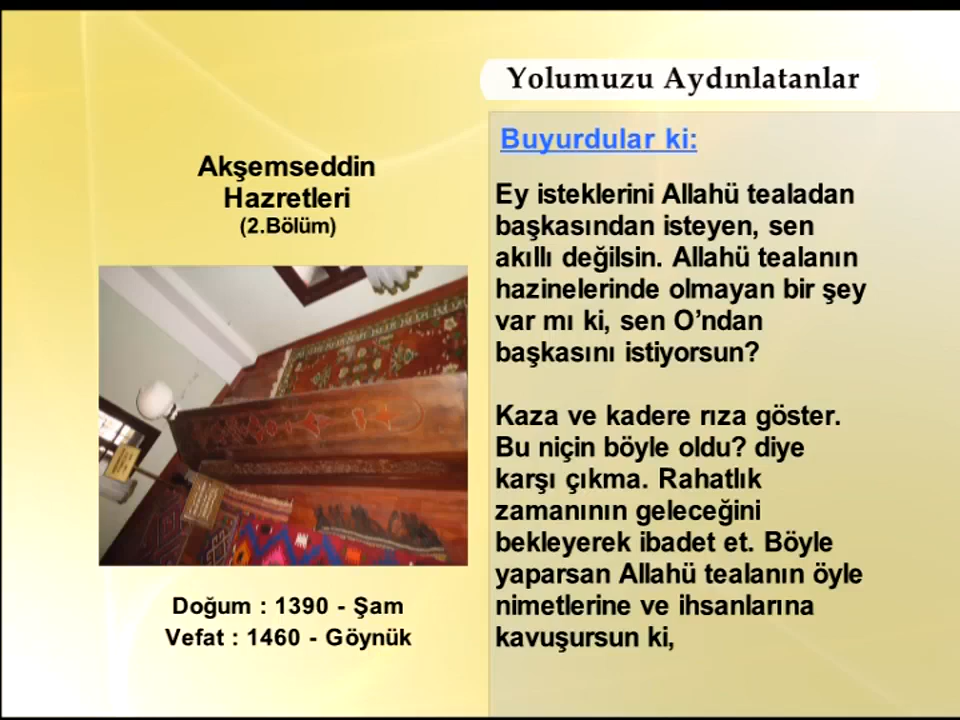 Yolumuzu Aydınlatanlar
Akşemseddin
Hazretleri
(2.Bölüm)
Doğum : 1390 - Şam
Vefat : 1460 - Göynük
Buyurdular ki:
Ey isteklerini Allahü tealadan
başkasından isteyen, sen
akıllı değilsin. Allahü tealanın
hazinelerinde olmayan bir şey
var mı ki, sen O’ndan
başkasını istiyorsun?
Kaza ve kadere rıza göster.
Bu niçin böyle oldu? diye
karşı çıkma. Rahatlık
zamanının geleceğini
bekleyerek ibadet et. Böyle
yaparsan Allahü tealanın öyle
nimetlerine ve ihsanlarına
kavuşursun ki,